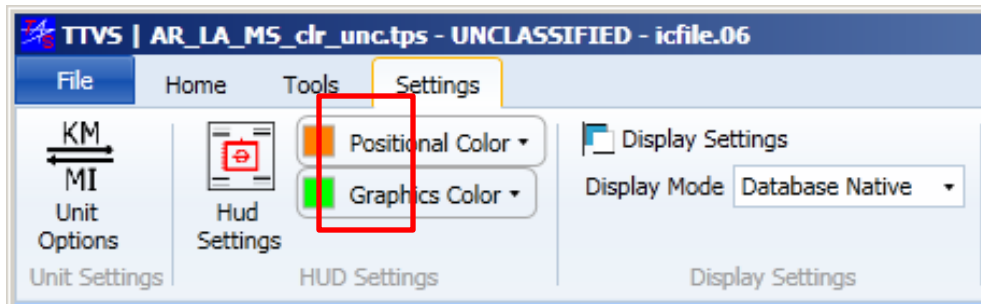 TTVS | AR_LA_MS_clr_unc.tps - UNCLASSIFIED - icfile.06
File Home Tools Settings
KM
MI
Unit
Options
Hud
Settings
Positional Color
Graphics Color
Display Settings
Display Mode Database Native
Unit Settings HUD Settings Display Settings